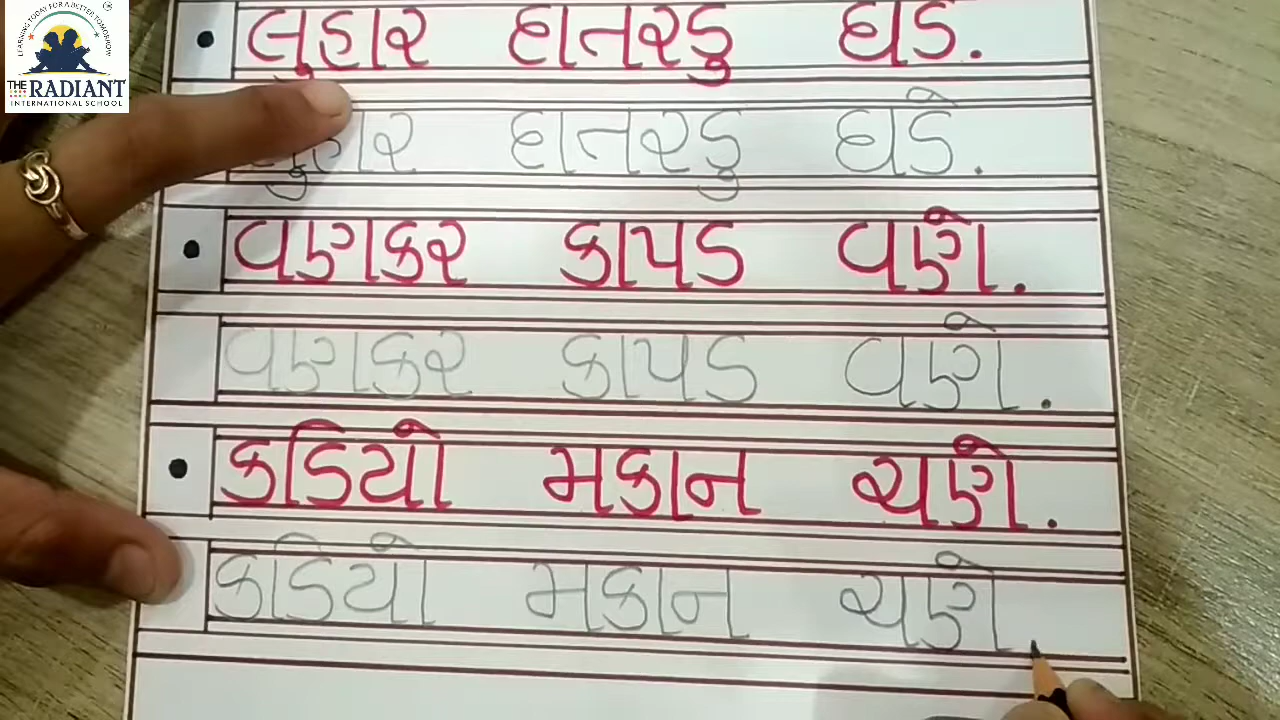 LEARNING TODAY FOR A BETTER TOMORROW
THE RADIANT
INTERNATIONAL SCHOOL
• લુહાર હાતરડુ ઘડે.
લુહાર હાતરડુ ઘડે.
• વણકર કાપડ વણે.
વણકર કાપડ વણે.
• કડિયો મકાન ચણે.
કડિયો મકાન ચણે.